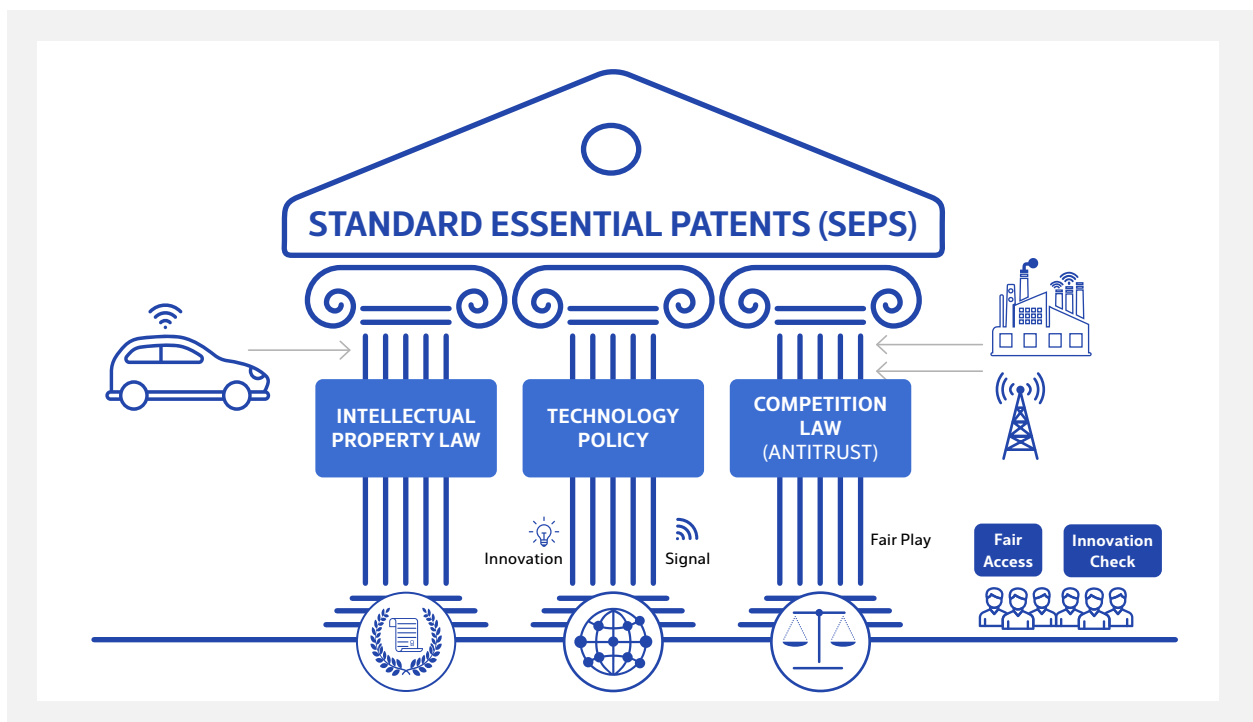 STANDARD ESSENTIAL PATENTS (SEPS)
INTELLECTUAL
PROPERTY LAW
TECHNOLOGY
POLICY
COMPETITION
LAW
(ANTITRUST)
Innovation
Signal
Fair Play
Fair
Access
Innovation
Check